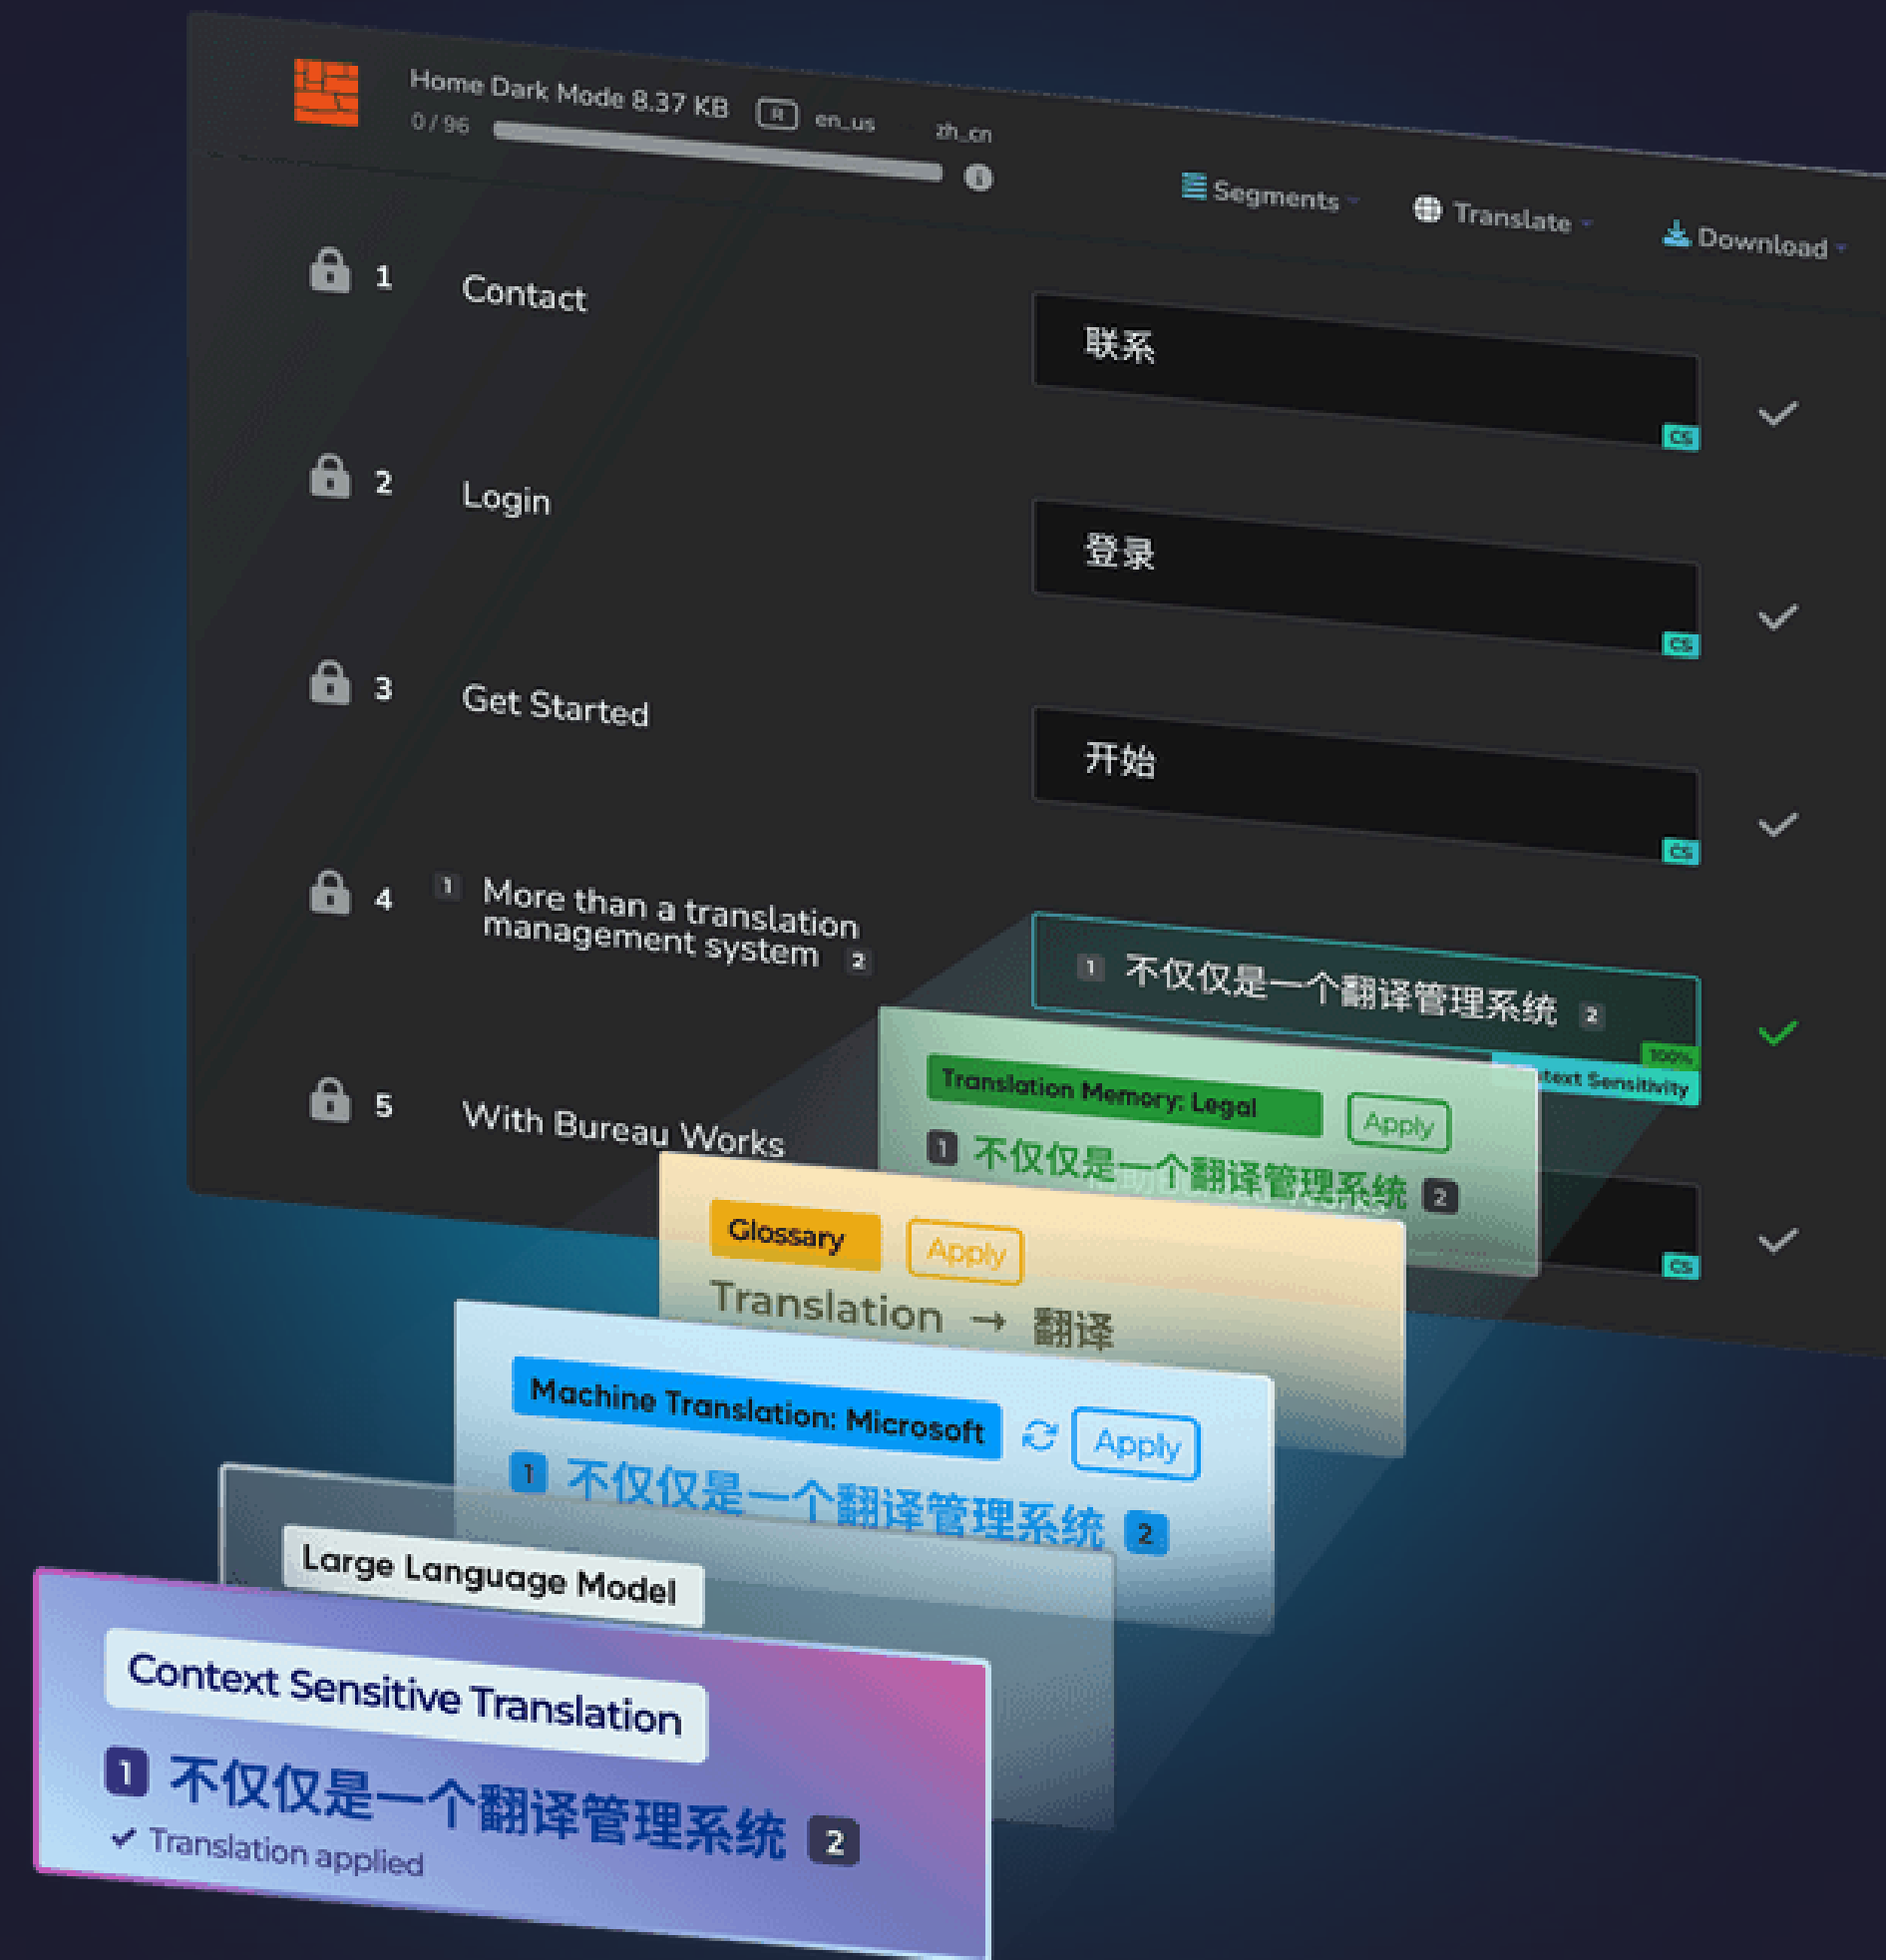 Home Dark Mode 8.37 KB R en_us zh_cn
0 / 96
Segments Translate Download
1 Contact
联系
CS
2 Login
登录
CS
3 Get Started
开始
CS
4 1 More than a translation
management system 2
1 不仅仅是一个翻译管理系统 2
100%
Sensitivity
5 With Bureau Works
CS
Translation Memory: Legal Apply
1 不仅仅是一个翻译管理系统 2
Glossary Apply
Translation → 翻译
Machine Translation: Microsoft Apply
1 不仅仅是一个翻译管理系统 2
Large Language Model
Context Sensitive Translation
1 不仅仅是一个翻译管理系统 2
Translation applied